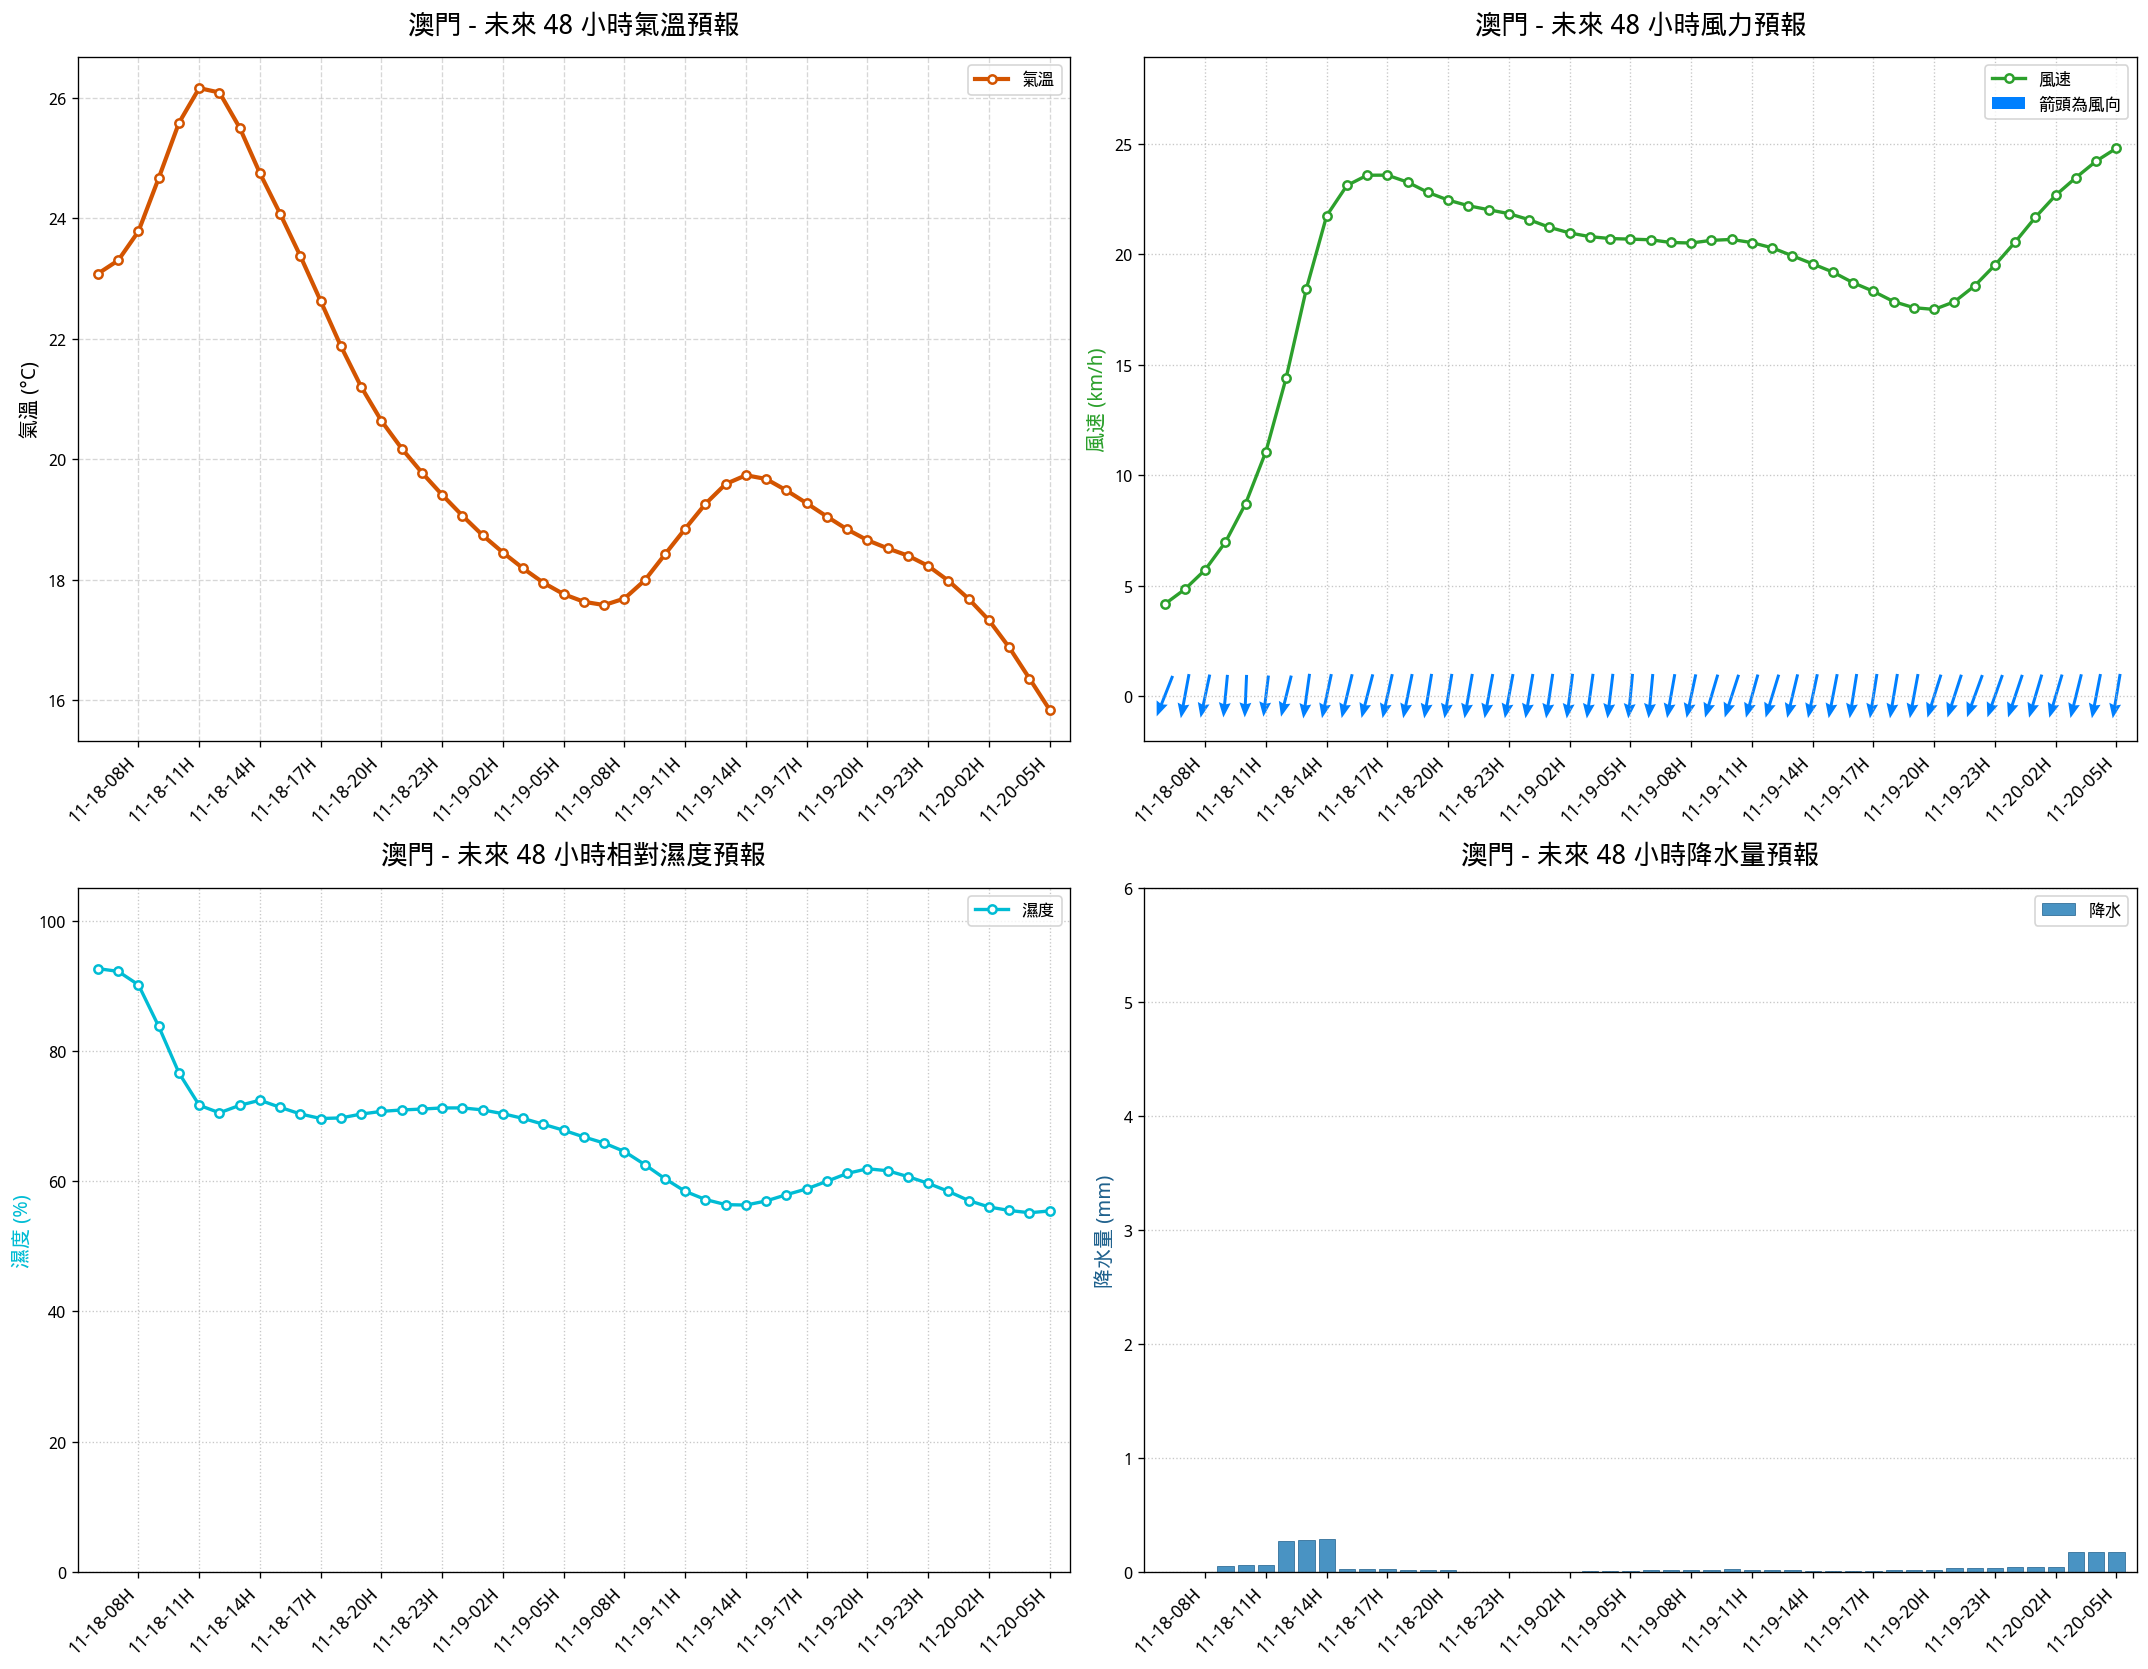 澳門 - 未來 48 小時氣溫預報
氣溫
氣溫 (°C)
26
24
22
20
18
16
11-18-08H
11-18-11H
11-18-14H
11-18-17H
11-18-20H
11-18-23H
11-19-02H
11-19-05H
11-19-08H
11-19-11H
11-19-14H
11-19-17H
11-19-20H
11-19-23H
11-20-02H
11-20-05H
澳門 - 未來 48 小時風力預報
風速
箭頭為風向
風速 (km/h)
25
20
15
10
5
0
11-18-08H
11-18-11H
11-18-14H
11-18-17H
11-18-20H
11-18-23H
11-19-02H
11-19-05H
11-19-08H
11-19-11H
11-19-14H
11-19-17H
11-19-20H
11-19-23H
11-20-02H
11-20-05H
澳門 - 未來 48 小時相對濕度預報
濕度
濕度 (%)
100
80
60
40
20
0
11-18-08H
11-18-11H
11-18-14H
11-18-17H
11-18-20H
11-18-23H
11-19-02H
11-19-05H
11-19-08H
11-19-11H
11-19-14H
11-19-17H
11-19-20H
11-19-23H
11-20-02H
11-20-05H
澳門 - 未來 48 小時降水量預報
降水
降水量 (mm)
6
5
4
3
2
1
0
11-18-08H
11-18-11H
11-18-14H
11-18-17H
11-18-20H
11-18-23H
11-19-02H
11-19-05H
11-19-08H
11-19-11H
11-19-14H
11-19-17H
11-19-20H
11-19-23H
11-20-02H
11-20-05H